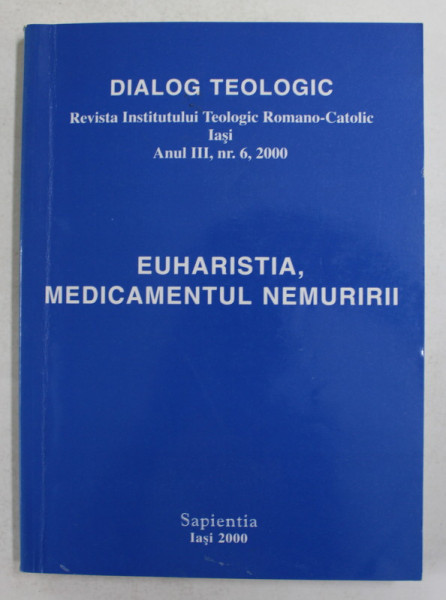 DIALOG TEOLOGIC
Revista Institutului Teologic Romano-Catolic
Iaşi
Anul III, nr. 6, 2000
EUHARISTIA,
MEDICAMENTUL NEMURIRII
Sapientia
Iaşi 2000